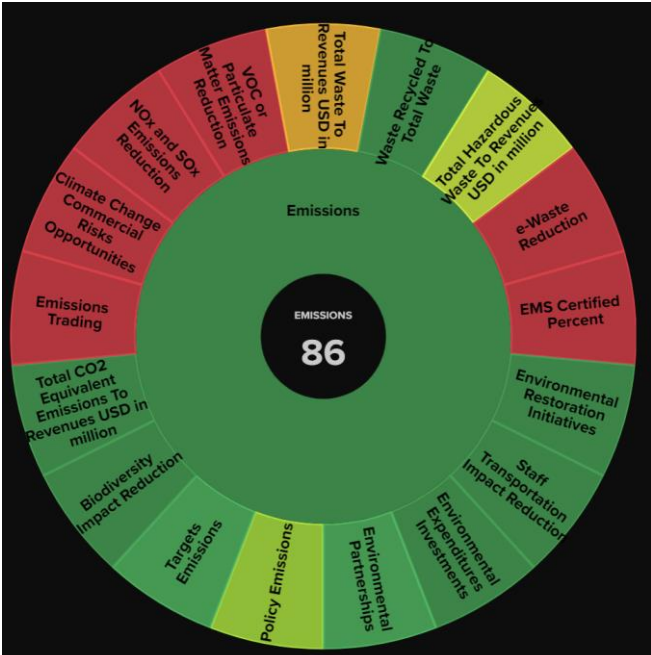 Total Waste To
Revenues USD in
million
Waste Recycled To
Total Waste
Total Hazardous
Waste To Revenues
USD in million
e-Waste
Reduction
EMS Certified
Percent
Environmental
Restoration
Initiatives
Staff
Transportation
Impact Reduction
Environmental
Expenditures
Investments
Environmental
Partnerships
Policy Emissions
Targets
Emissions
Biodiversity
Impact Reduction
Total CO2
Equivalent
Emissions To
Revenues USD in
million
Emissions
Trading
Climate Change
Commercial
Risks
Opportunities
NOx and SOx
Emissions
Reduction
VOC or
Particulate
Matter Emissions
Reduction
Emissions
EMISSIONS
86